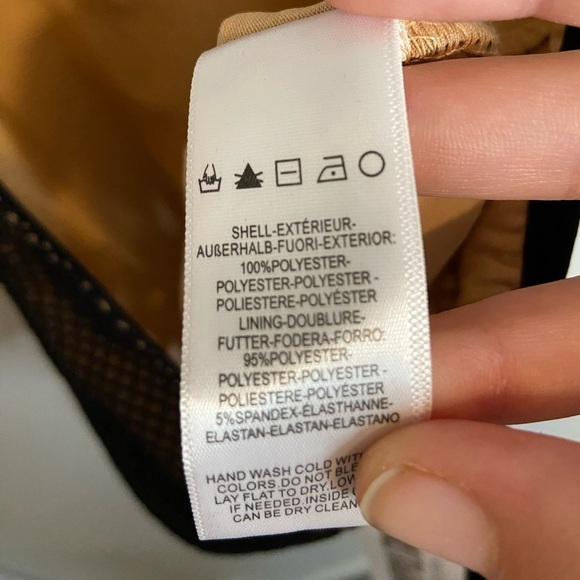 SHELL-EXTÉRIEUR-
AUßERHALB-FUORI-EXTERIOR:
100%POLYESTER-
POLYESTER-POLYESTER -
POLIESTERE-POLYÉSTER
LINING-DOUBLURE-
FUTTER-FODERA-FORRO:
95%POLYESTER-
POLYESTER-POLYESTER -
POLIESTERE-POLYÉSTER
5%SPANDEX-ÉLASTHANNE-
ELASTAN-ELASTAN-ELASTANO
HAND WASH COLD WITH
COLORS.DO NOT BLE
LAY FLAT TO DRY.LOW
IF NEEDED.INSIDE
CAN BE DRY CLEAN